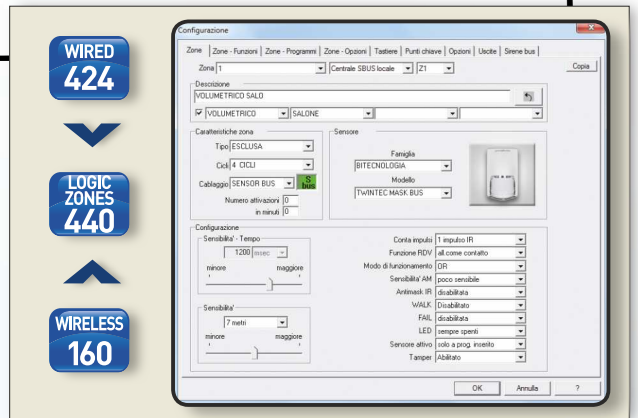 WIRED
424
LOGIC
ZONES
440
WIRELESS
160
Configurazione
Zone
Zone - Funzioni
Zone - Programmi
Zone - Opzioni
Tastiere
Punti chiave
Opzioni
Uscite
Sirene bus
Zona 1
Centrale SBUS locale
Z1
Copia
Descrizione
VOLUMETRICO SALO
VOLUMETRICO
SALONE
Caratteristiche zona
Tipo ESCLUSA
Cicli 4 CICLI
Cablaggio SENSOR BUS
S bus
Numero attivazioni 0
in minuti 0
Sensore
Famiglia
BITECNOLOGIA
Modello
TWINTEC MASK BUS
Configurazione
Sensibilita' - Tempo
1200 msec
minore maggiore
Sensibilita'
7 metri
minore maggiore
Conta impulsi 1 impulso IR
Funzione RDV all.come contatto
Modo di funzionamento OR
Sensibilita' AM poco sensibile
Antimask IR disabilitata
WALK Disabilitato
FAIL disabilitata
LED sempre spenti
Sensore attivo solo a prog. inserito
Tamper Abilitato
OK
Annulla
?